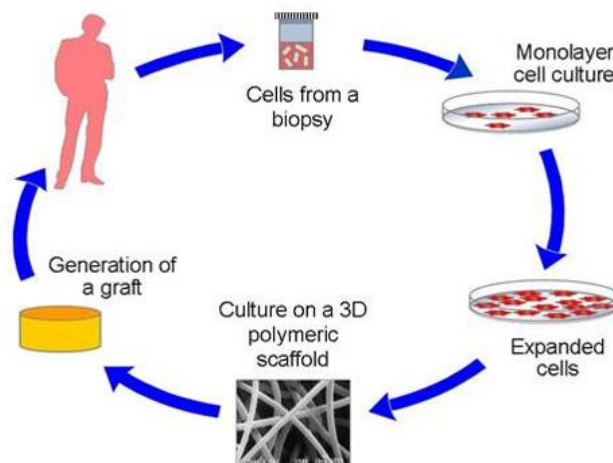 Cells from a
biopsy
Monolayer
cell culture
Expanded
cells
Culture on a 3D
polymeric
scaffold
Generation of
a graft